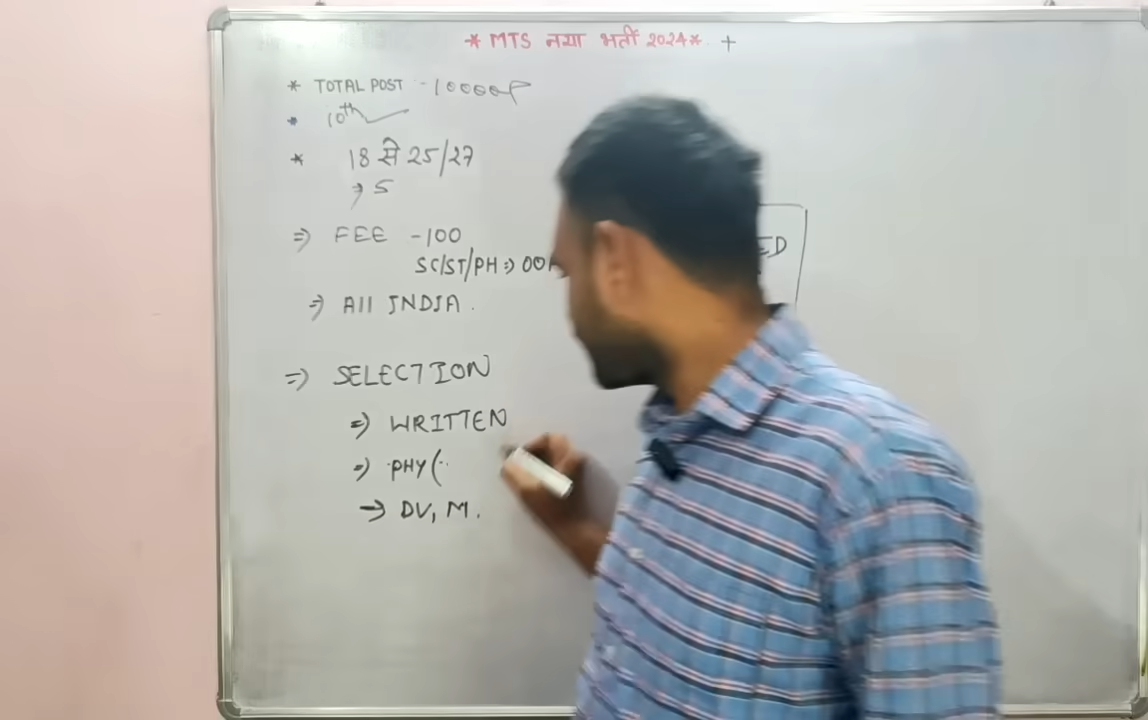 * MTS नया भर्ती 2024* +
* TOTAL POST - 10000+
* 10th
* 18 से 25/27
→ 5
⇒ FEE - 100
SC/ST/PH ⇒ 00
⇒ All INDIA.
⇒ SELECTION
⇒ WRITTEN
⇒ PHY(
→ DV, M.
ED